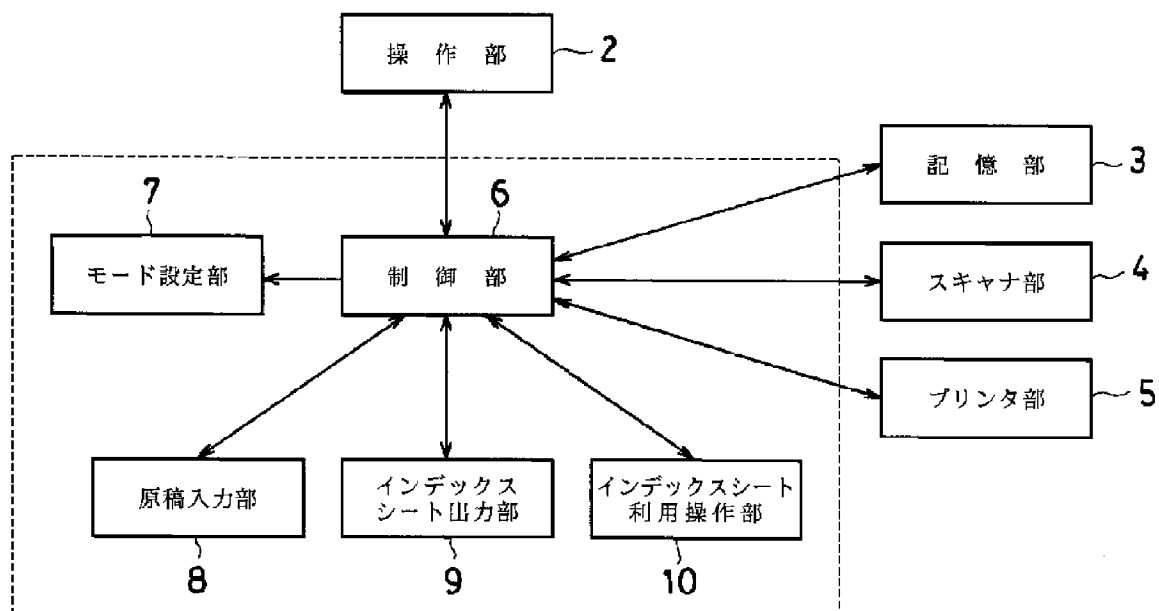 操作部
2
記憶部
3
7
6
モード設定部
制御部
スキャナ部
4
プリンタ部
5
原稿入力部
インデックス
シート出力部
インデックスシート
利用操作部
8
9
10